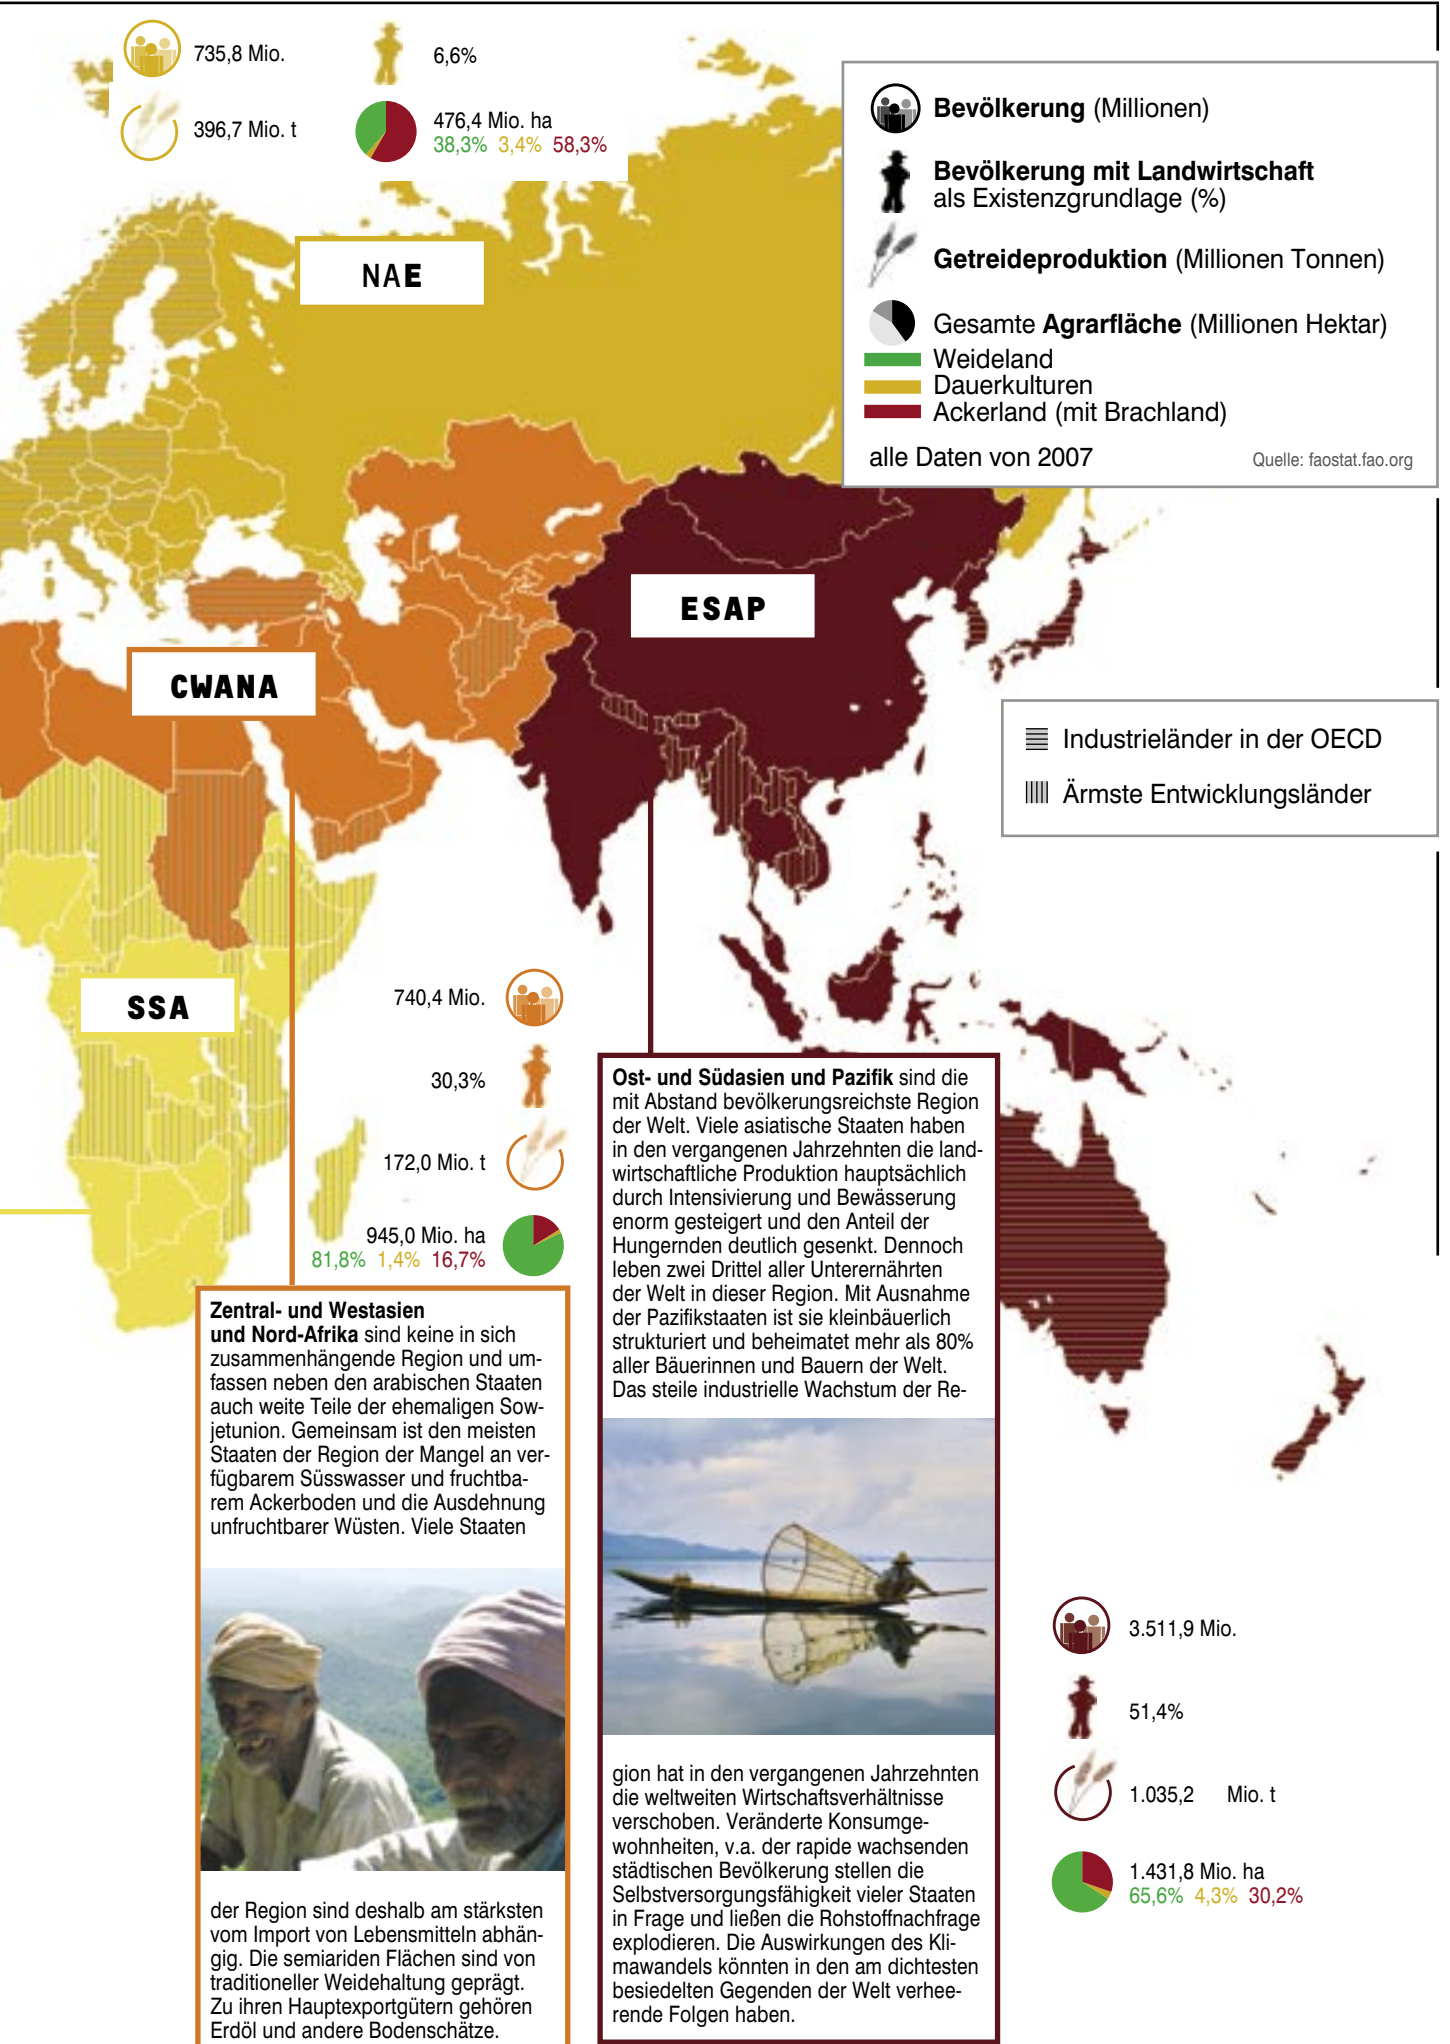 735,8 Mio.
6,6%
396,7 Mio. t
476,4 Mio. ha
38,3% 3,4% 58,3%
Bevölkerung (Millionen)
Bevölkerung mit Landwirtschaft
als Existenzgrundlage (%)
Getreideproduktion (Millionen Tonnen)
Gesamte Agrarfläche (Millionen Hektar)
Weideland
Dauerkulturen
Ackerland (mit Brachland)
alle Daten von 2007
Quelle: faostat.fao.org
NAE
ESAP
CWANA
SSA
Industrieländer in der OECD
Ärmste Entwicklungsländer
740,4 Mio.
30,3%
172,0 Mio. t
945,0 Mio. ha
81,8% 1,4% 16,7%
Zentral- und Westasien
und Nord-Afrika sind keine in sich
zusammenhängende Region und um-
fassen neben den arabischen Staaten
auch weite Teile der ehemaligen Sow-
jetunion. Gemeinsam ist den meisten
Staaten der Region der Mangel an ver-
fügbarem Süsswasser und fruchtba-
rem Ackerboden und die Ausdehnung
unfruchtbarer Wüsten. Viele Staaten
der Region sind deshalb am stärksten
vom Import von Lebensmitteln abhän-
gig. Die semiariden Flächen sind von
traditioneller Weidehaltung geprägt.
Zu ihren Hauptexportgütern gehören
Erdöl und andere Bodenschätze.
Ost- und Südasien und Pazifik sind die
mit Abstand bevölkerungsreichste Region
der Welt. Viele asiatische Staaten haben
in den vergangenen Jahrzehnten die land-
wirtschaftliche Produktion hauptsächlich
durch Intensivierung und Bewässerung
enorm gesteigert und den Anteil der
Hungernden deutlich gesenkt. Dennoch
leben zwei Drittel aller Unterernährten
der Welt in dieser Region. Mit Ausnahme
der Pazifikstaaten ist sie kleinbäuerlich
strukturiert und beheimatet mehr als 80%
aller Bäuerinnen und Bauern der Welt.
Das steile industrielle Wachstum der Re-
gion hat in den vergangenen Jahrzehnten
die weltweiten Wirtschaftsverhältnisse
verschoben. Veränderte Konsumge-
wohnheiten, v.a. der rapide wachsenden
städtischen Bevölkerung stellen die
Selbstversorgungsfähigkeit vieler Staaten
in Frage und ließen die Rohstoffnachfrage
explodieren. Die Auswirkungen des Kli-
mawandels könnten in den am dichtesten
besiedelten Gegenden der Welt verhee-
rende Folgen haben.
3.511,9 Mio.
51,4%
1.035,2 Mio. t
1.431,8 Mio. ha
65,6% 4,3% 30,2%